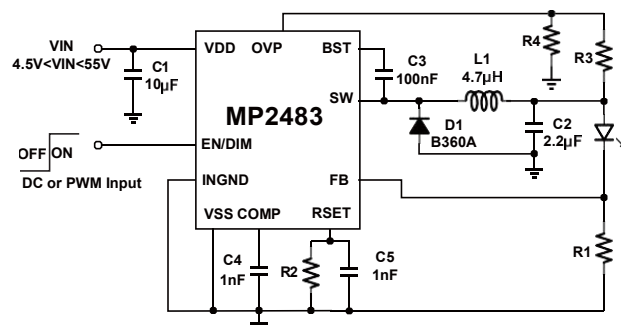 VIN
4.5V<VIN<55V
C1
10µF
VDD
OVP
BST
C3
100nF
L1
4.7µH
R4
R3
SW
MP2483
D1
B360A
C2
2.2µF
OFF
ON
EN/DIM
DC or PWM Input
INGND
FB
VSS
COMP
RSET
R1
C4
1nF
R2
C5
1nF